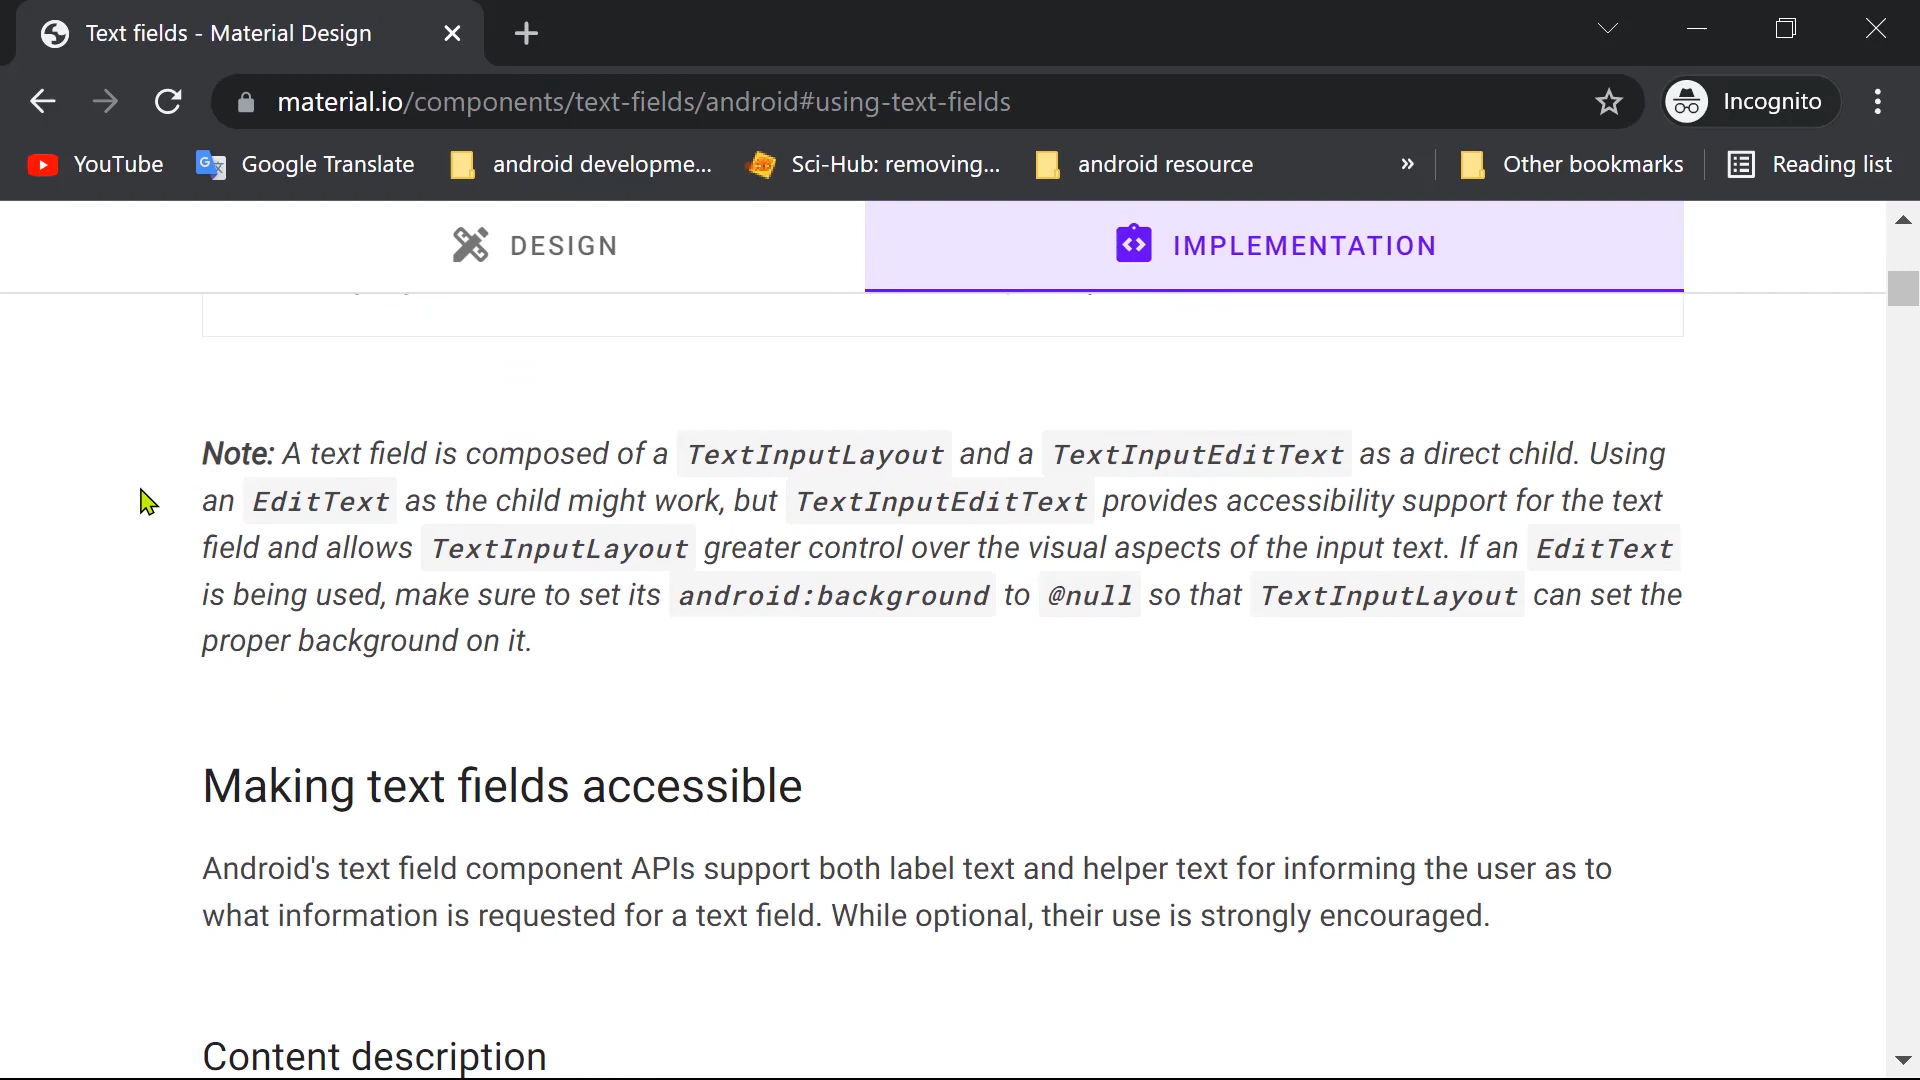 Text fields - Material Design
material.io/components/text-fields/android#using-text-fields
Incognito
YouTube
Google Translate
android developme...
Sci-Hub: removing...
android resource
»
Other bookmarks
Reading list
DESIGN
IMPLEMENTATION
Note: A text field is composed of a TextInputLayout and a TextInputEditText as a direct child. Using
an EditText as the child might work, but TextInputEditText provides accessibility support for the text
field and allows TextInputLayout greater control over the visual aspects of the input text. If an EditText
is being used, make sure to set its android:background to @null so that TextInputLayout can set the
proper background on it.
Making text fields accessible
Android's text field component APIs support both label text and helper text for informing the user as to
what information is requested for a text field. While optional, their use is strongly encouraged.
Content description